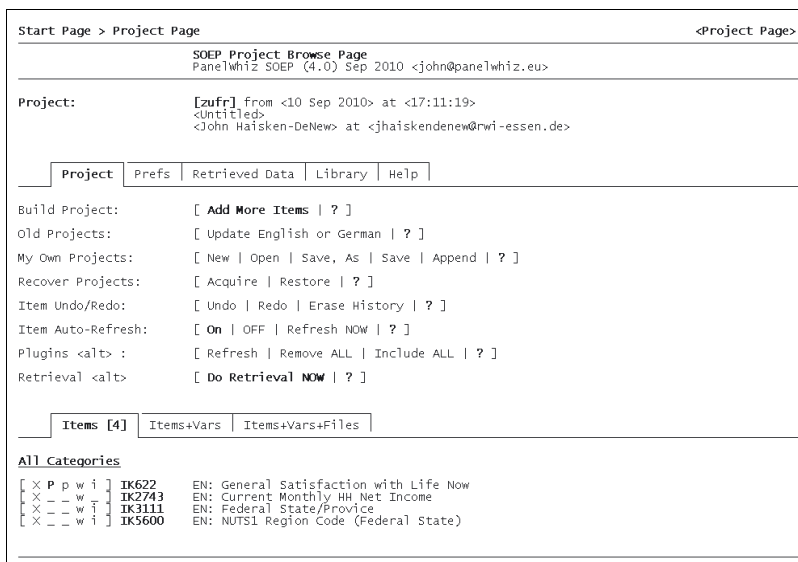 Start Page > Project Page <Project Page>
SOEP Project Browse Page
PanelWhiz SOEP (4.0) Sep 2010 <john@panelwhiz.eu>
Project: [zufr] from <10 Sep 2010> at <17:11:19>
<Untitled>
<John Haisken-DeNew> at <jhaiskendenew@rwi-essen.de>
Project | Prefs | Retrieved Data | Library | Help |
Build Project: [ Add More Items | ? ]
Old Projects: [ Update English or German | ? ]
My Own Projects: [ New | Open | Save, As | Save | Append | ? ]
Recover Projects: [ Acquire | Restore | ? ]
Item Undo/Redo: [ Undo | Redo | Erase History | ? ]
Item Auto-Refresh: [ On | OFF | Refresh NOW | ? ]
Plugins <alt> : [ Refresh | Remove ALL | Include ALL | ? ]
Retrieval <alt> [ Do Retrieval NOW | ? ]
Items [4] | Items+Vars | Items+Vars+Files |
All Categories
[ X P p w i ] IK622 EN: General Satisfaction with Life Now
[ X _ _ w _ ] IK2743 EN: Current Monthly HH Net Income
[ X _ _ w i ] IK3111 EN: Federal State/Provice
[ X _ _ w i ] IK5600 EN: NUTS1 Region Code (Federal State)